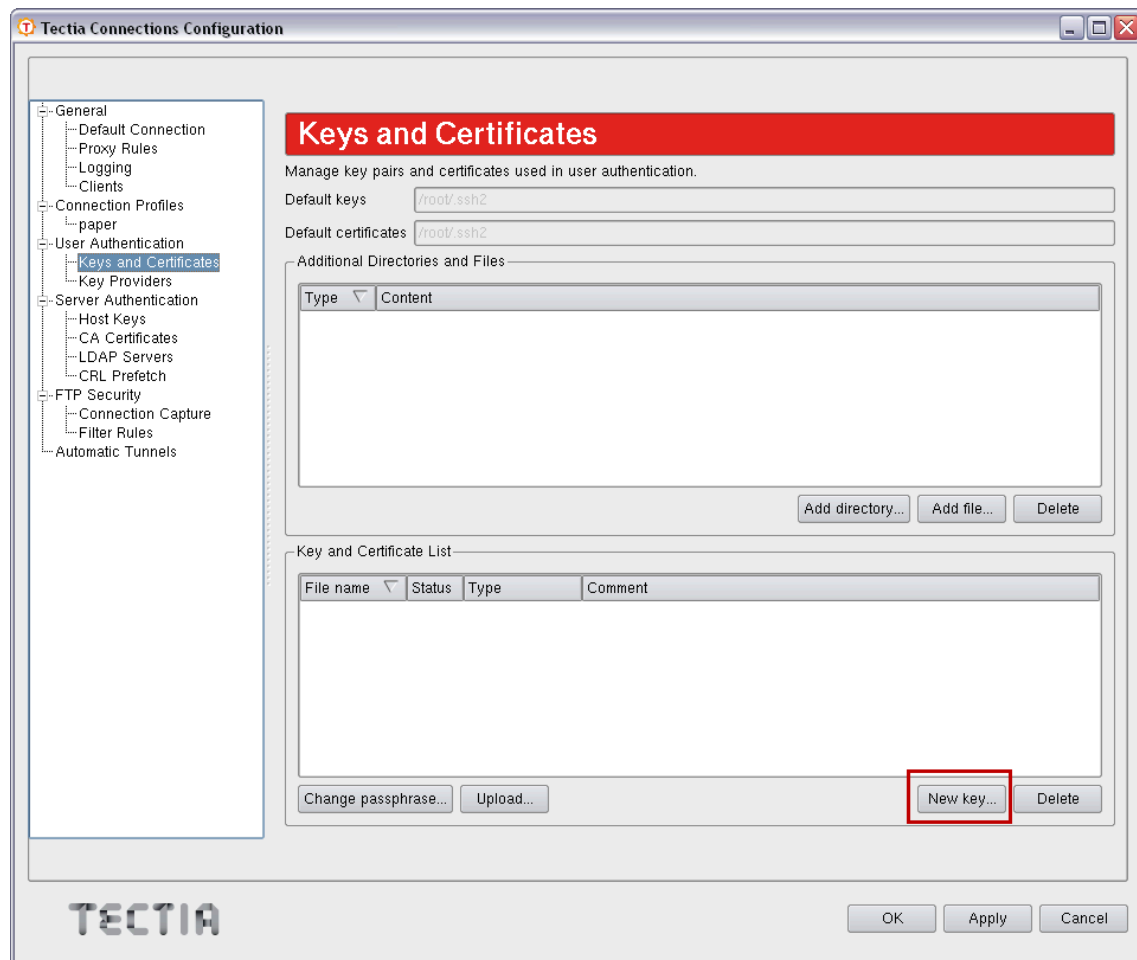 Tectia Connections Configuration
General
Default Connection
Proxy Rules
Logging
Clients
Connection Profiles
paper
User Authentication
Keys and Certificates
Key Providers
Server Authentication
Host Keys
CA Certificates
LDAP Servers
CRL Prefetch
FTP Security
Connection Capture
Filter Rules
Automatic Tunnels
Keys and Certificates
Manage key pairs and certificates used in user authentication.
Default keys /root/.ssh2
Default certificates /root/.ssh2
Additional Directories and Files
Type Content
Add directory... Add file... Delete
Key and Certificate List
File name Status Type Comment
Change passphrase... Upload... New key... Delete
TECTIA
OK Apply Cancel